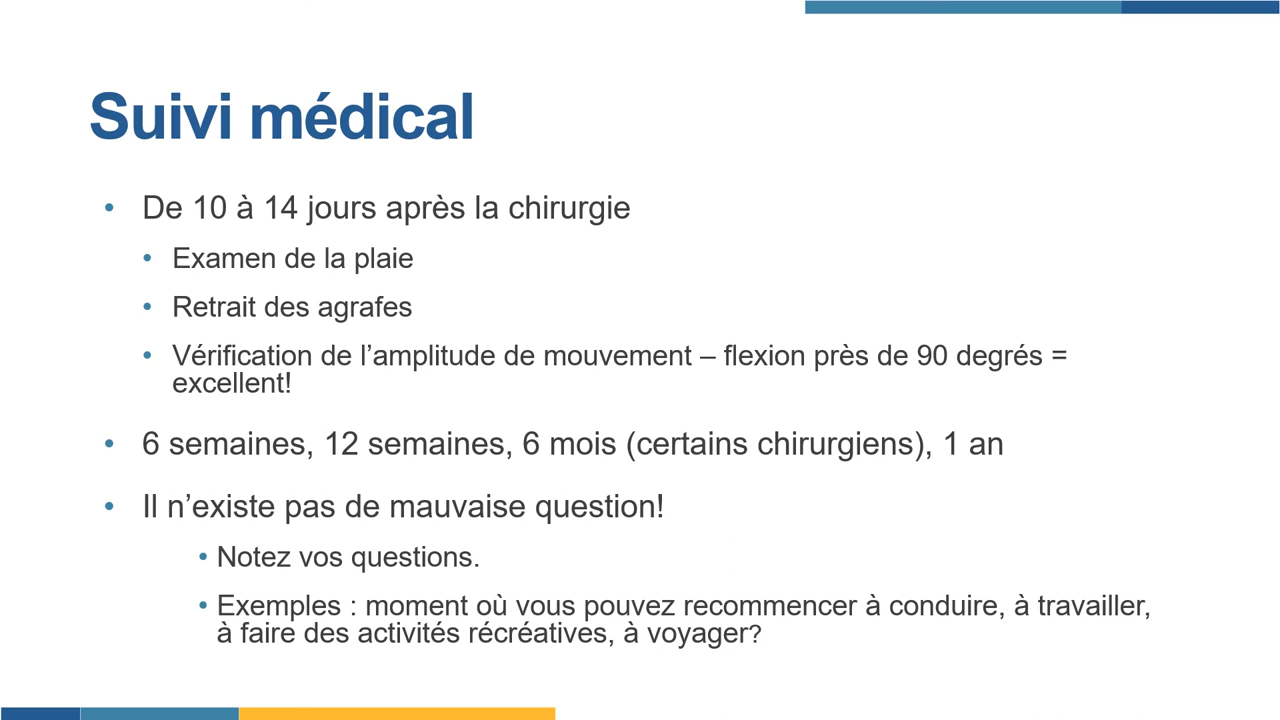 Suivi médical
• De 10 à 14 jours après la chirurgie
• Examen de la plaie
• Retrait des agrafes
• Vérification de l’amplitude de mouvement – flexion près de 90 degrés =
excellent!
• 6 semaines, 12 semaines, 6 mois (certains chirurgiens), 1 an
• Il n’existe pas de mauvaise question!
• Notez vos questions.
• Exemples : moment où vous pouvez recommencer à conduire, à travailler,
à faire des activités récréatives, à voyager?